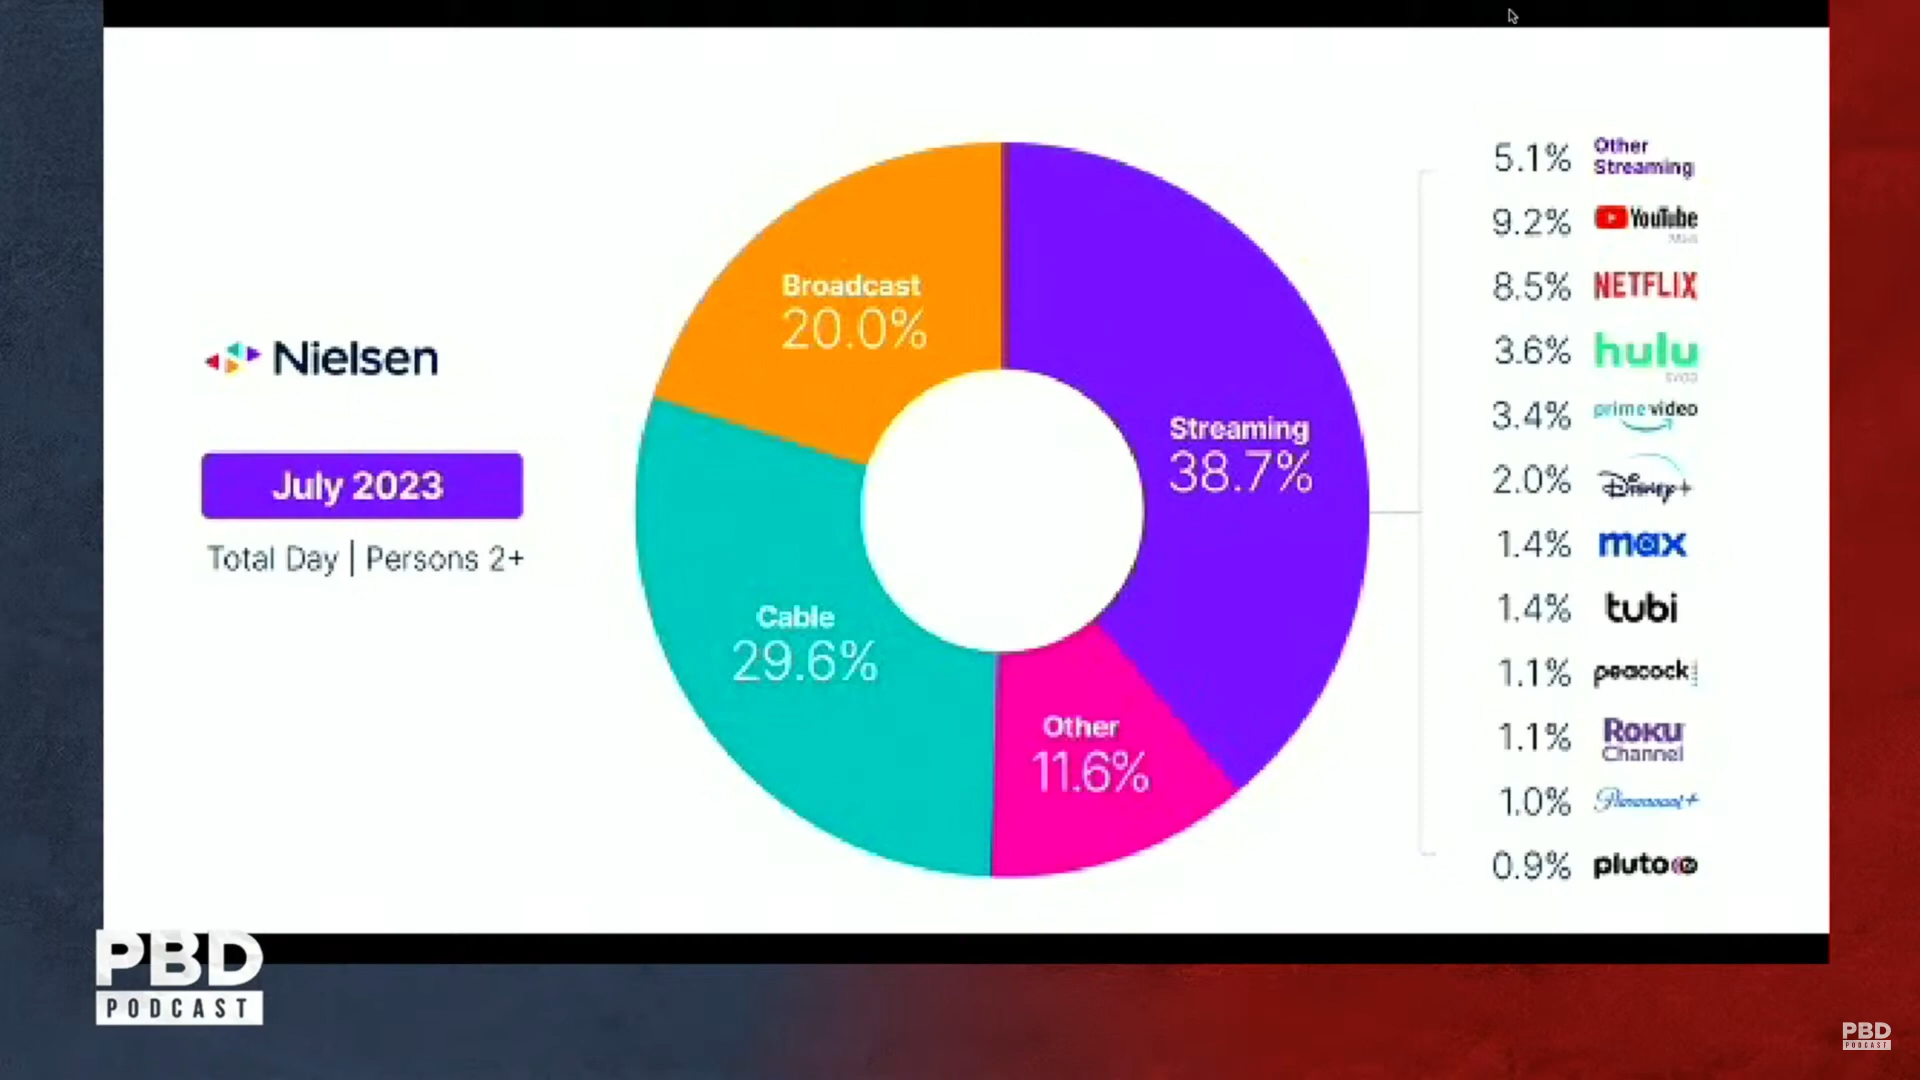 Nielsen
July 2023
Total Day | Persons 2+
Broadcast
20.0%
Streaming
38.7%
Cable
29.6%
Other
11.6%
5.1% Other
Streaming
9.2% YouTube
8.5% NETFLIX
3.6% hulu
3.4% prime video
2.0% Disney+
1.4% max
1.4% tubi
1.1% peacock
1.1% Roku
Channel
1.0% Paramount+
0.9% pluto
PBD
PODCAST
PBD
PODCAST